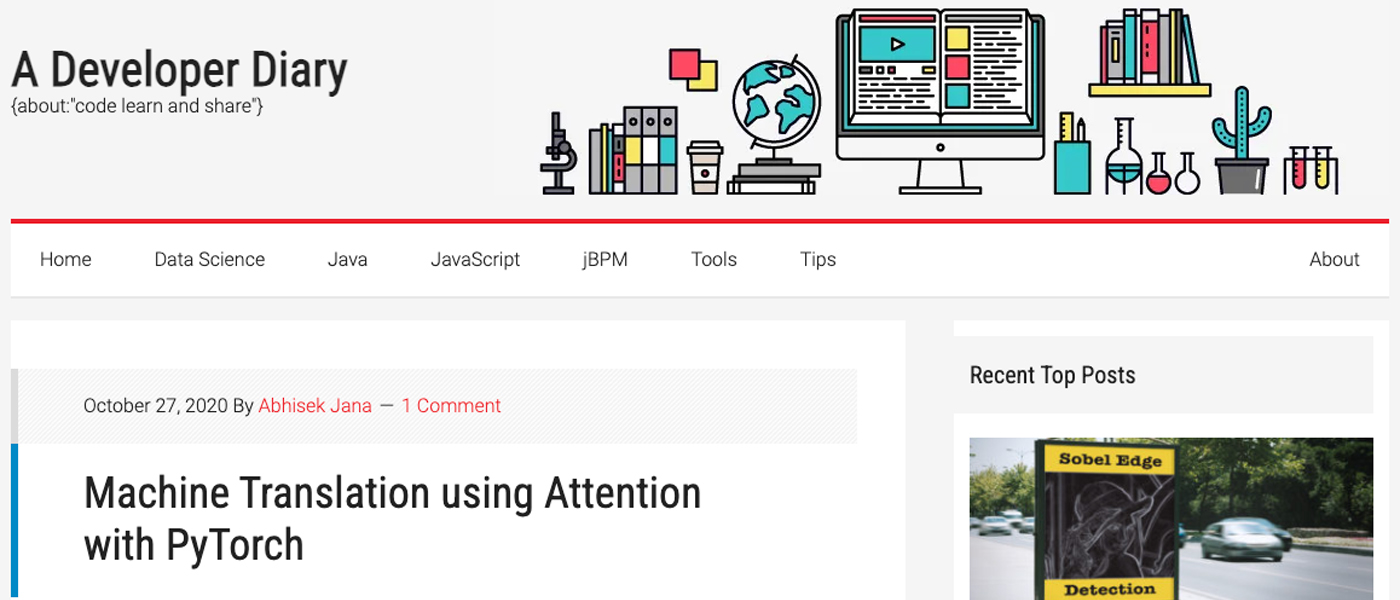 A Developer Diary
{about:"code learn and share"}
Home
Data Science
Java
JavaScript
jBPM
Tools
Tips
About
October 27, 2020 By Abhisek Jana — 1 Comment
Machine Translation using Attention
with PyTorch
Recent Top Posts
Sobel Edge
Detection